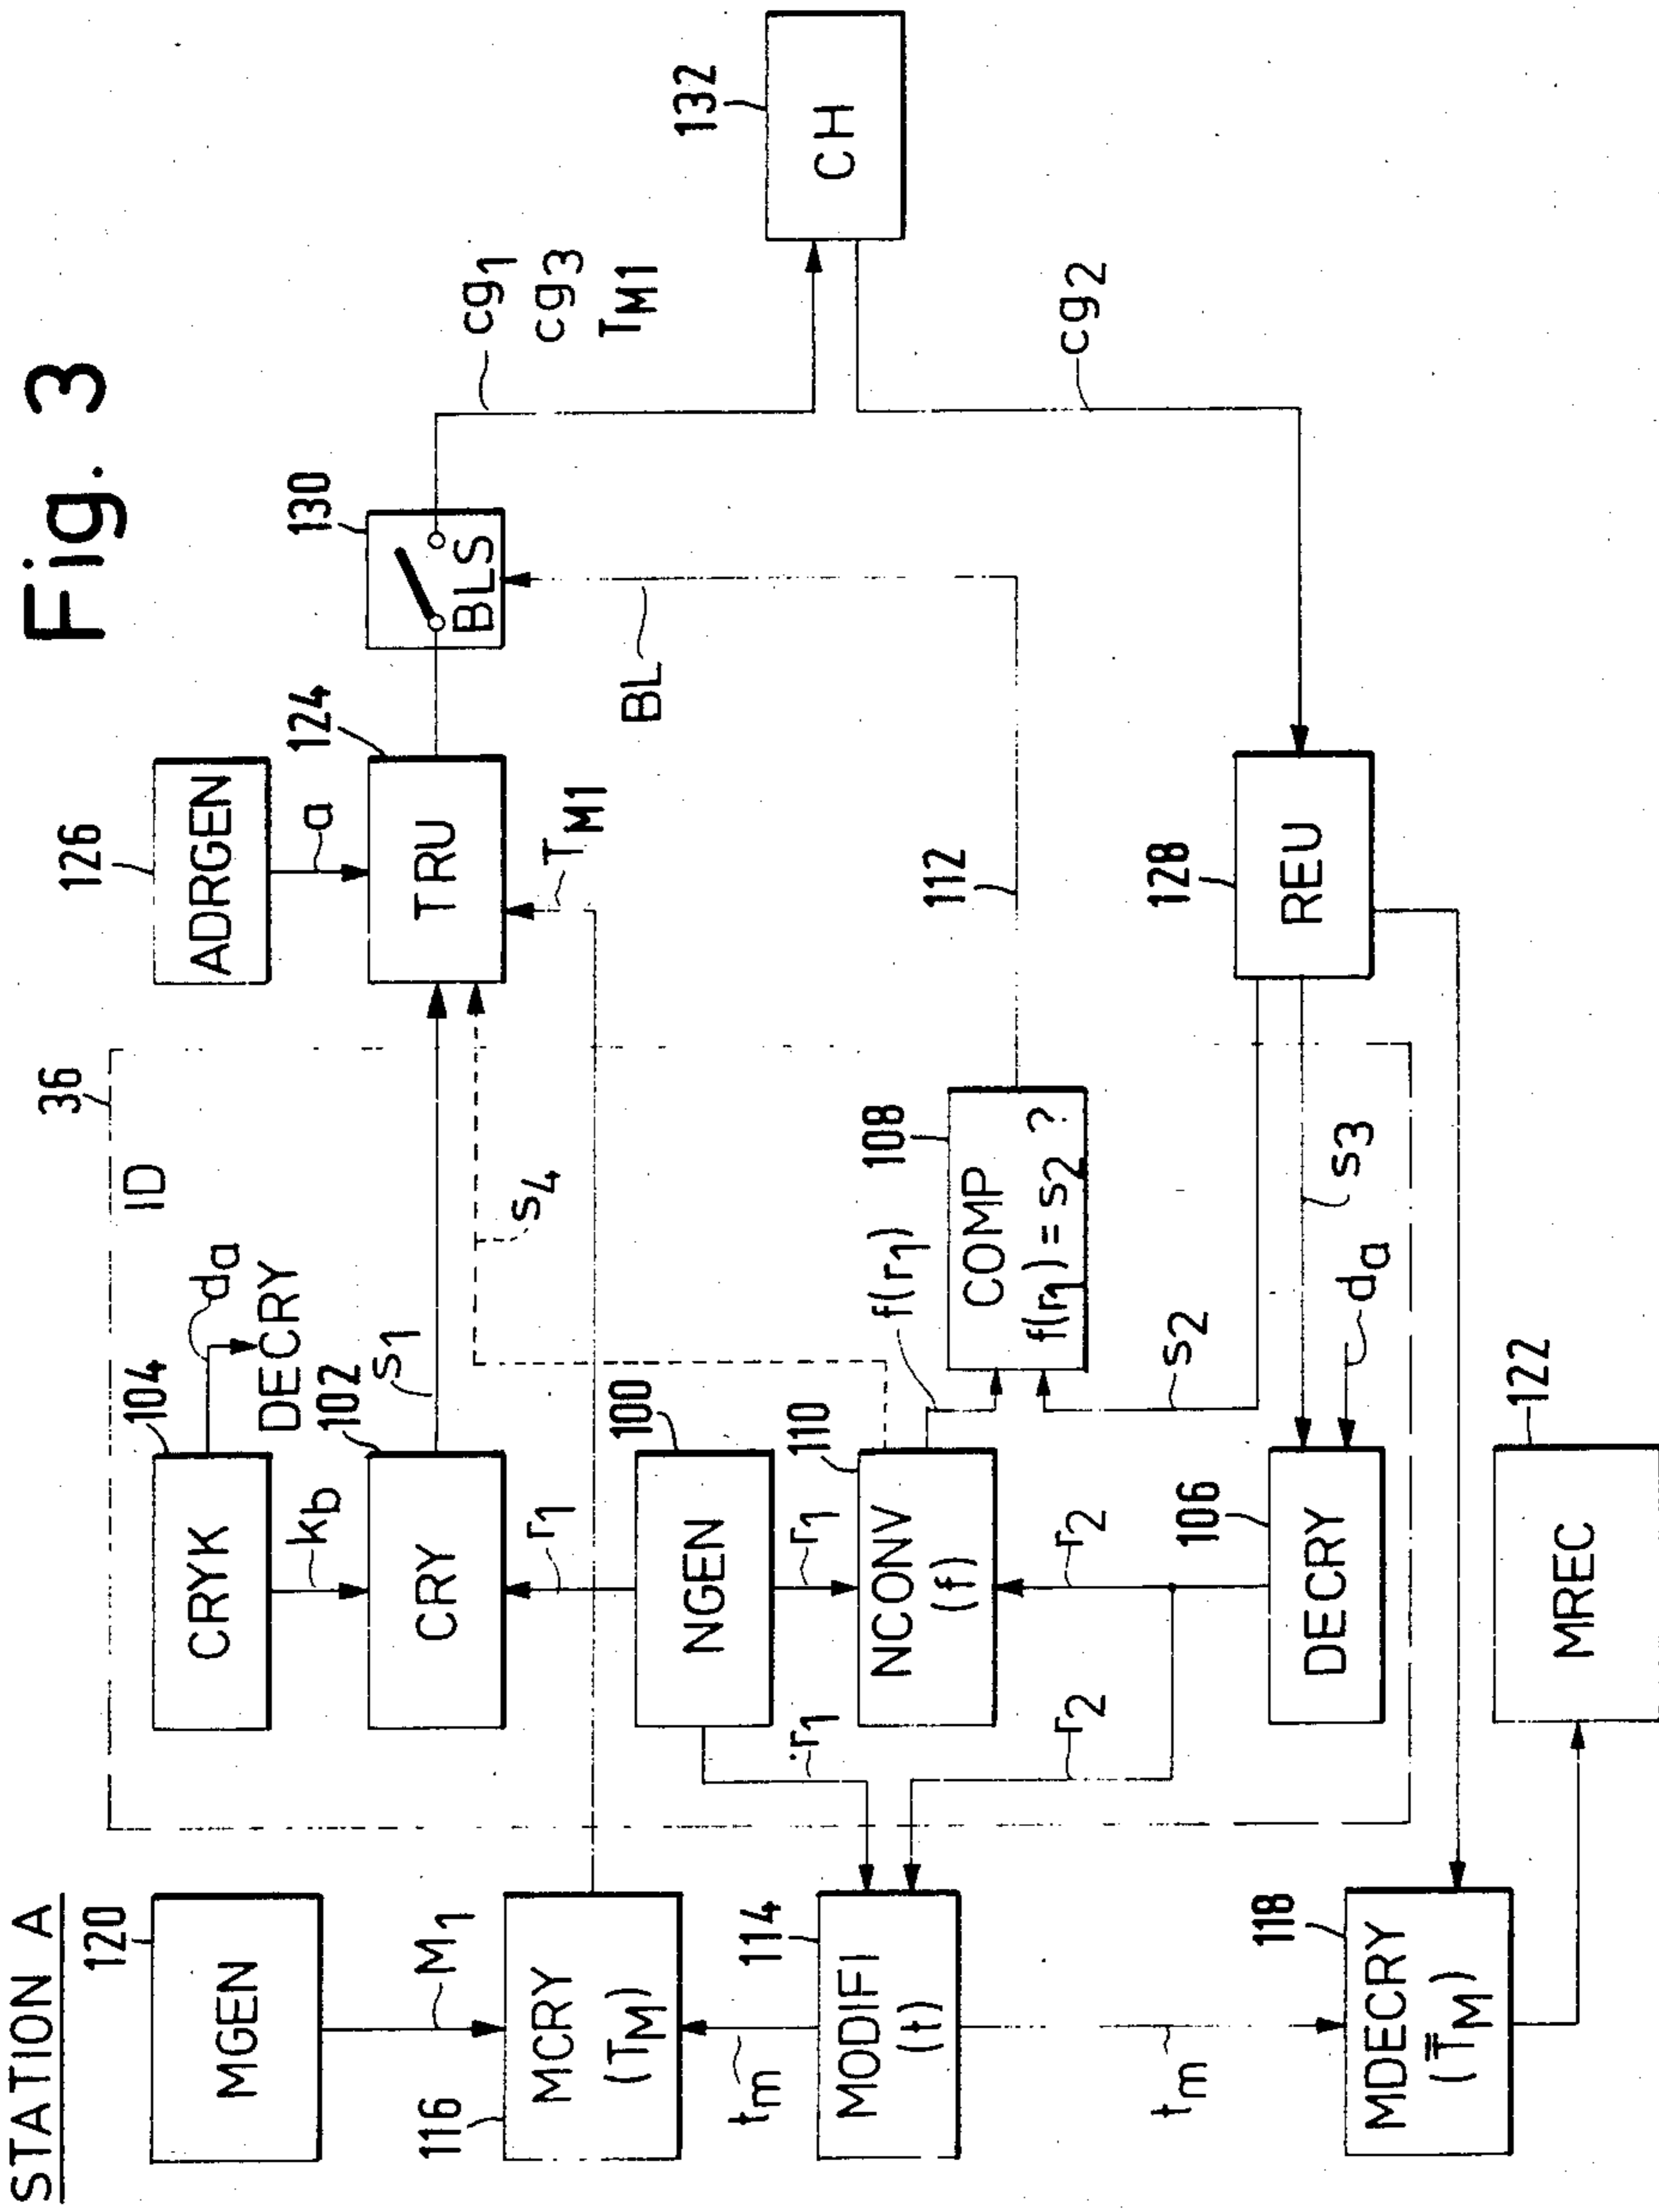 Fig. 3
STATION A
120
MGEN
M1
116
MCRY
(TM)
tm
114
MODIFI
(t)
tm
118
MDECRY
(T̅M)
122
MREC
36
ID
104
CRYK
da
DECRY
kb
102
CRY
s1
r1
100
NGEN
r1
r1
110
NCONV
(f)
f(r1)
s4
108
COMP
f(r1) = s2 ?
s2
r2
r2
106
DECRY
s3
da
126
ADRGEN
a
124
TRU
TM1
130
BLS
BL
112
128
REU
cg1
cg3
TM1
cg2
132
CH